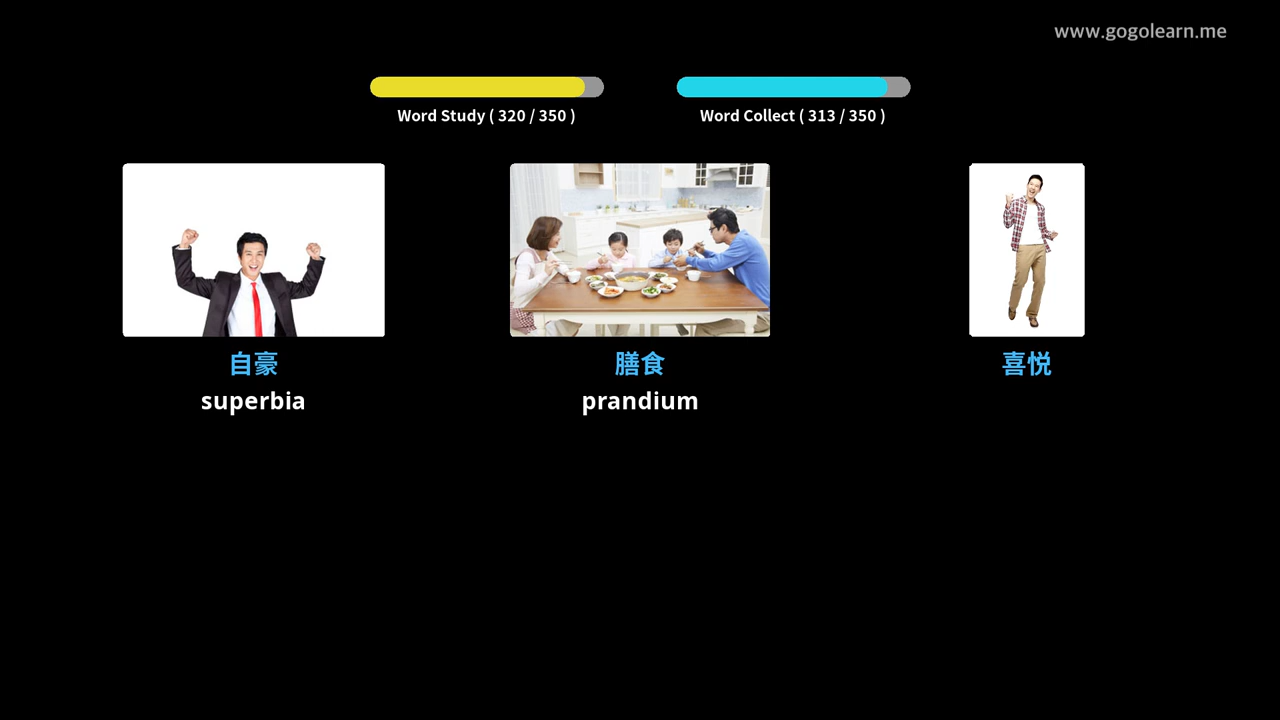 www.gogolearn.me
Word Study ( 320 / 350 )
Word Collect ( 313 / 350 )
自豪
superbia
膳食
prandium
喜悦